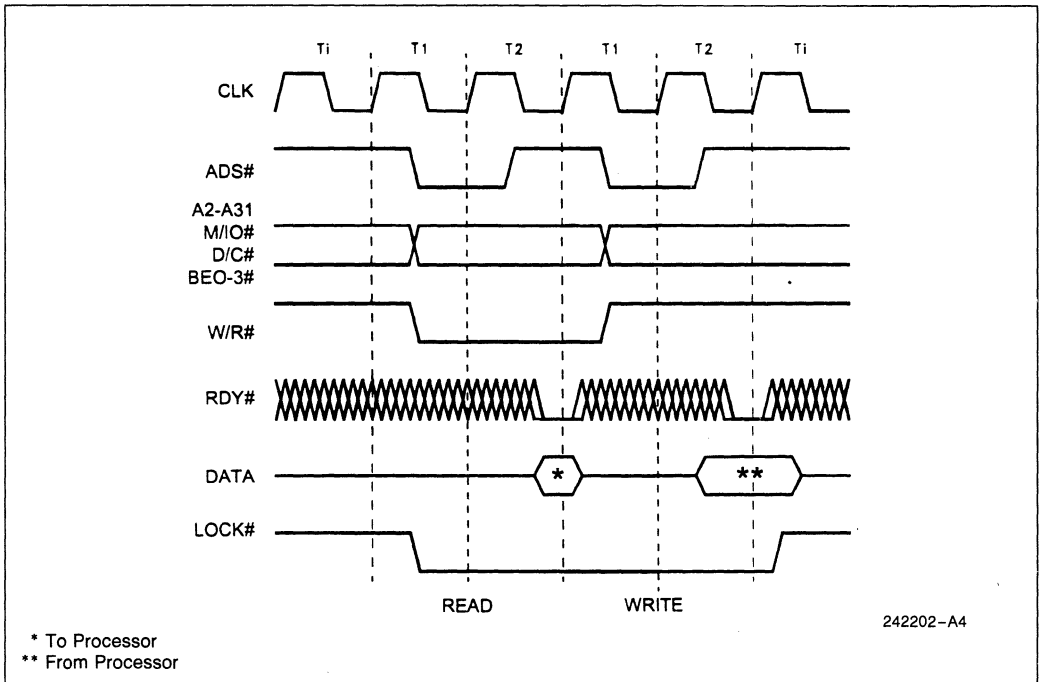 Ti T1 T2 T1 T2 Ti
CLK
ADS#
A2-A31
M/IO#
D/C#
BEO-3#
W/R#
RDY#
DATA * **
LOCK#
READ WRITE
242202-A4
* To Processor
** From Processor